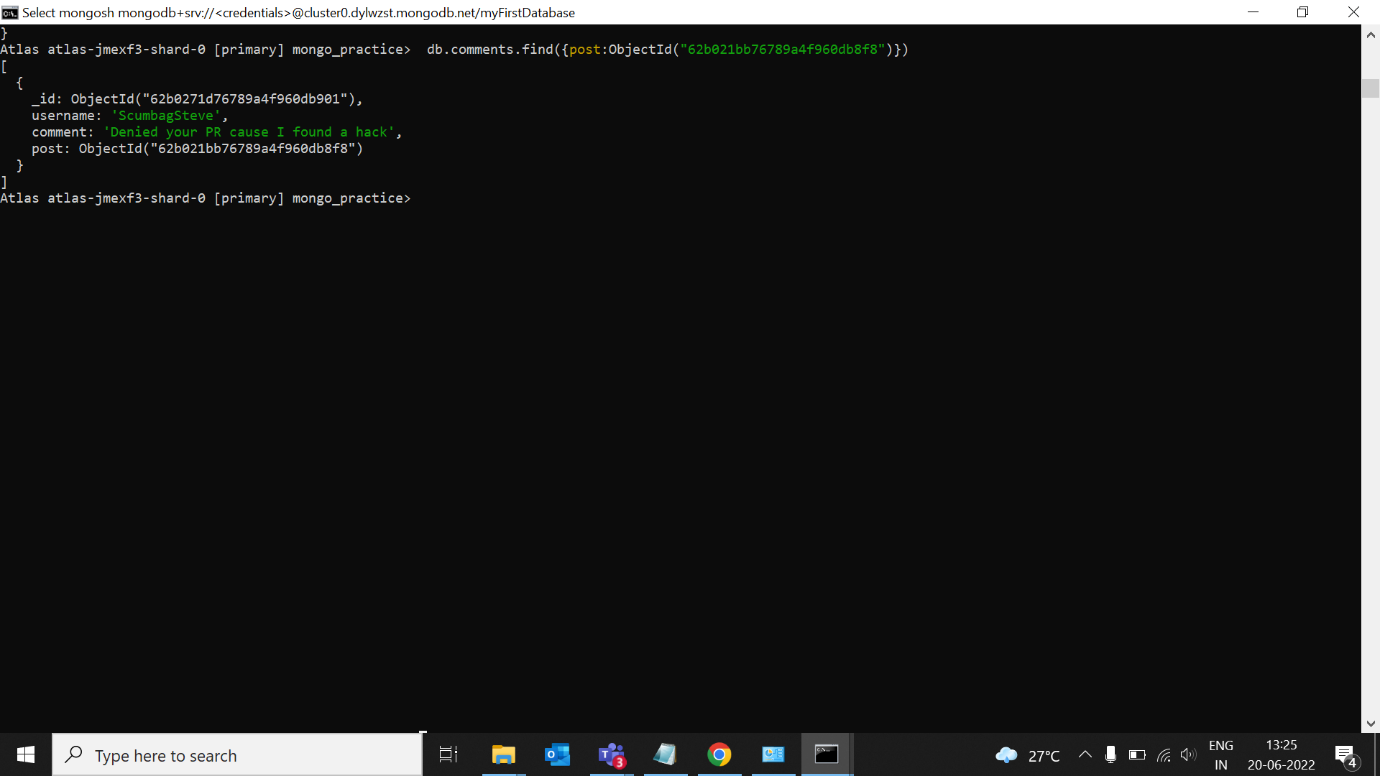 Select mongosh mongodb+srv://<credentials>@cluster0.dylwzst.mongodb.net/myFirstDatabase
}
Atlas atlas-jmexf3-shard-0 [primary] mongo_practice>  db.comments.find({post:ObjectId("62b021bb76789a4f960db8f8")})
[
  {
    _id: ObjectId("62b0271d76789a4f960db901"),
    username: 'ScumbagSteve',
    comment: 'Denied your PR cause I found a hack',
    post: ObjectId("62b021bb76789a4f960db8f8")
  }
]
Atlas atlas-jmexf3-shard-0 [primary] mongo_practice>
Type here to search
3
27°C
ENG
IN
13:25
20-06-2022
4